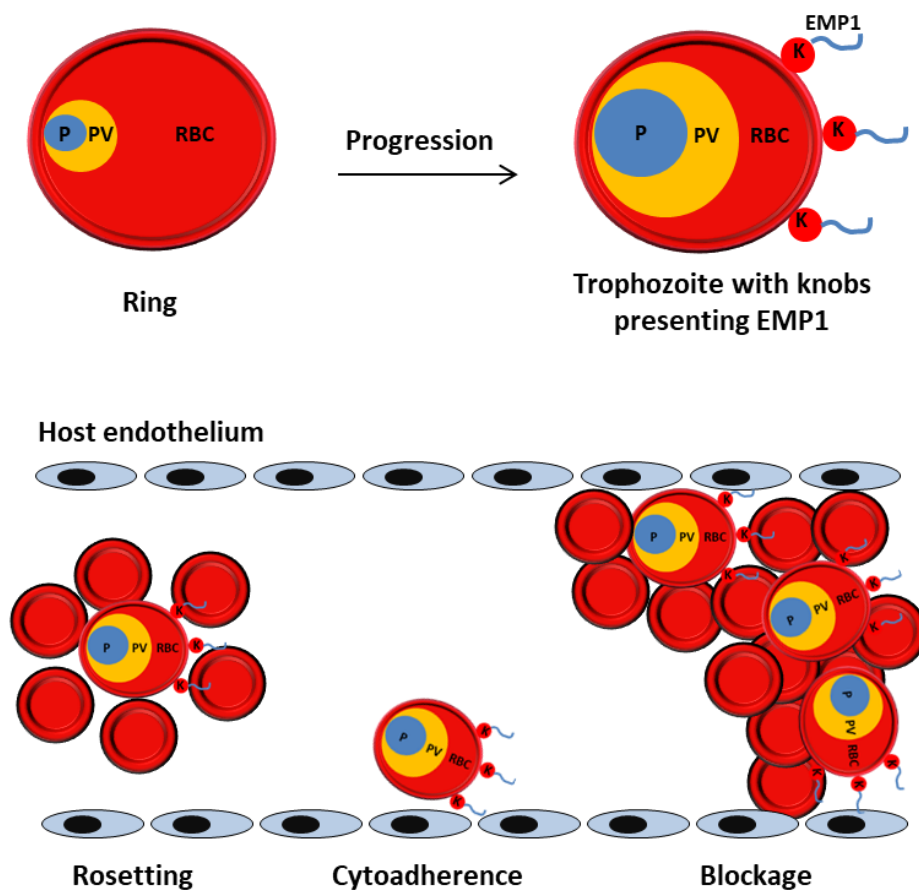 EMP1
K
P PV RBC
Progression
P PV RBC
K
K
Ring
Trophozoite with knobs
presenting EMP1
Host endothelium
K
P PV RBC
K
K
K
P PV RBC
K
K
K
P PV RBC
K
K
K
P PV RBC
K
K
P
PV
RBC
K
K
K
Rosetting
Cytoadherence
Blockage